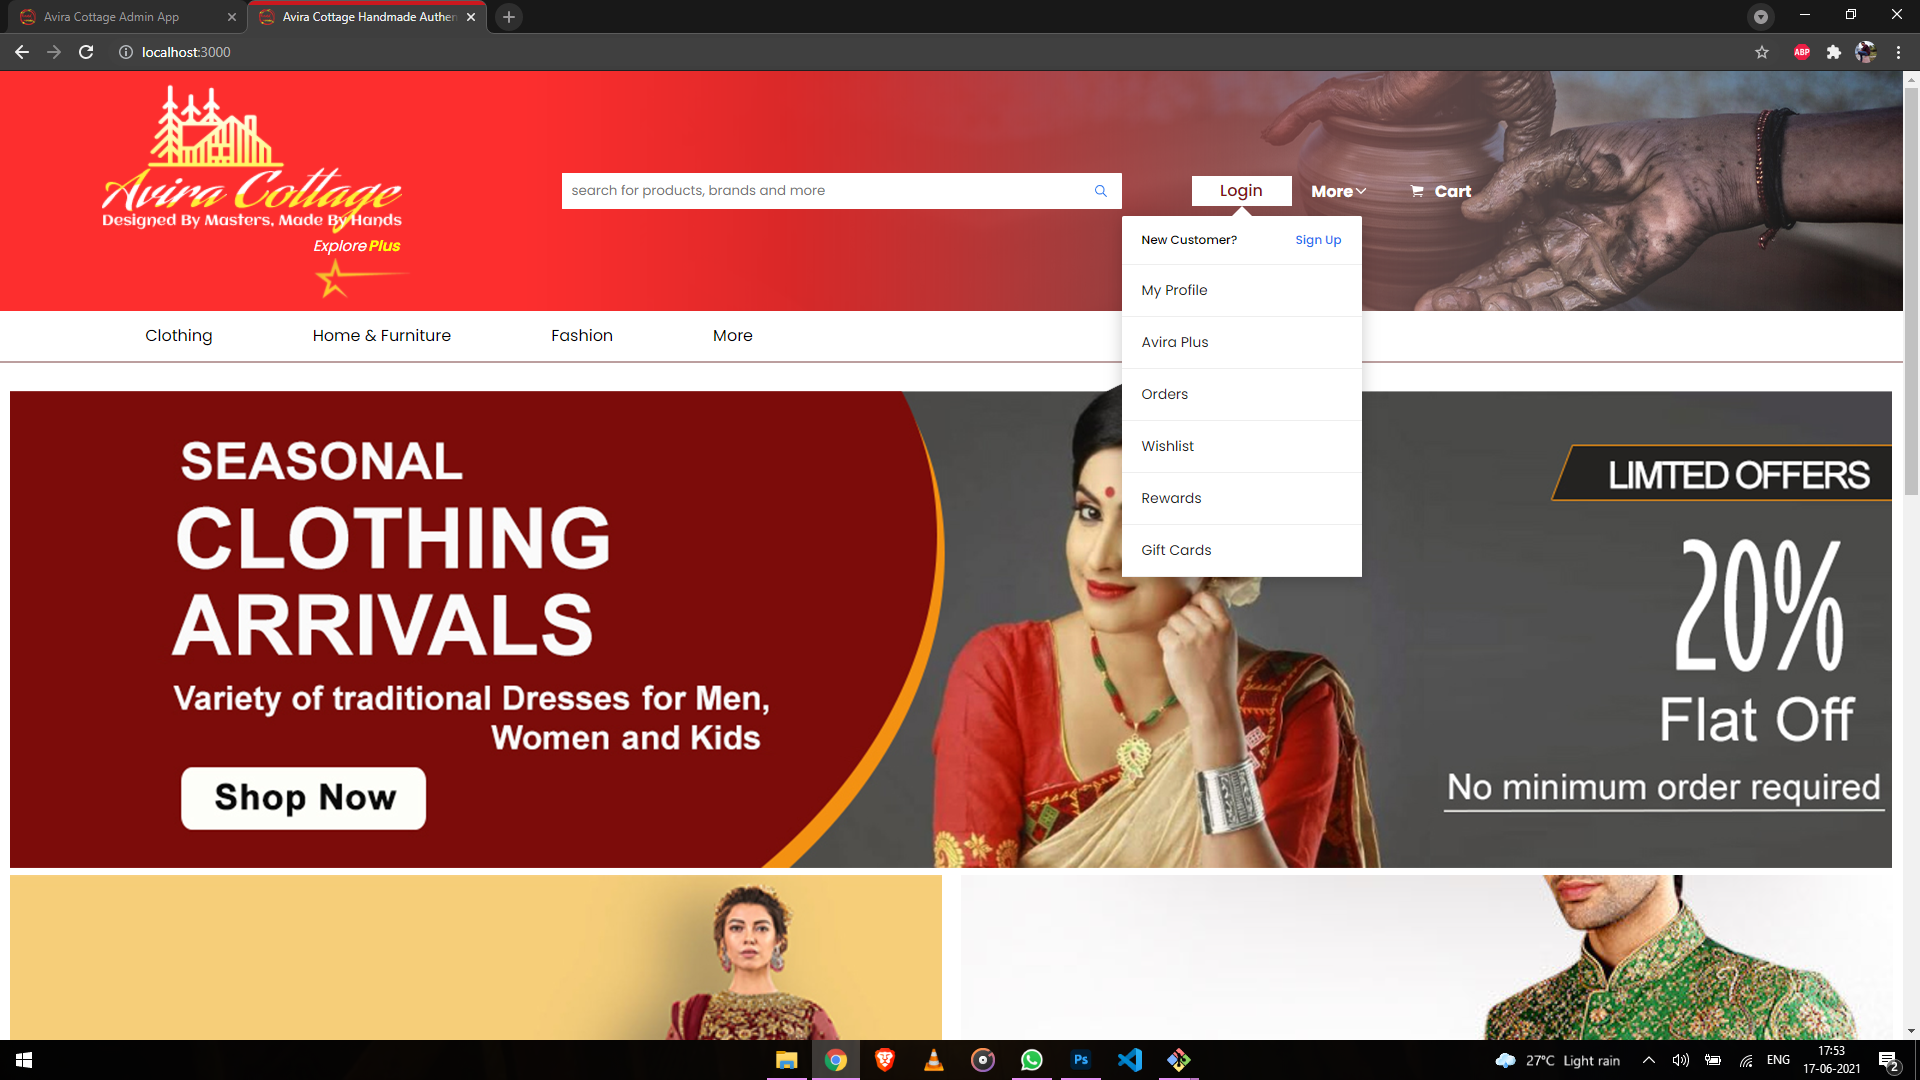 Avira Cottage Admin App
Avira Cottage Handmade Authen
localhost:3000
ABP
Avira Cottage
Designed By Masters, Made By Hands
Explore Plus
search for products, brands and more
Login
More
Cart
New Customer?
Sign Up
My Profile
Avira Plus
Orders
Wishlist
Rewards
Gift Cards
Clothing
Home & Furniture
Fashion
More
SEASONAL
CLOTHING
ARRIVALS
Variety of traditional Dresses for Men,
Women and Kids
Shop Now
LIMTED OFFERS
20%
Flat Off
No minimum order required
Ps
27°C Light rain
ENG
17:53
17-06-2021
2